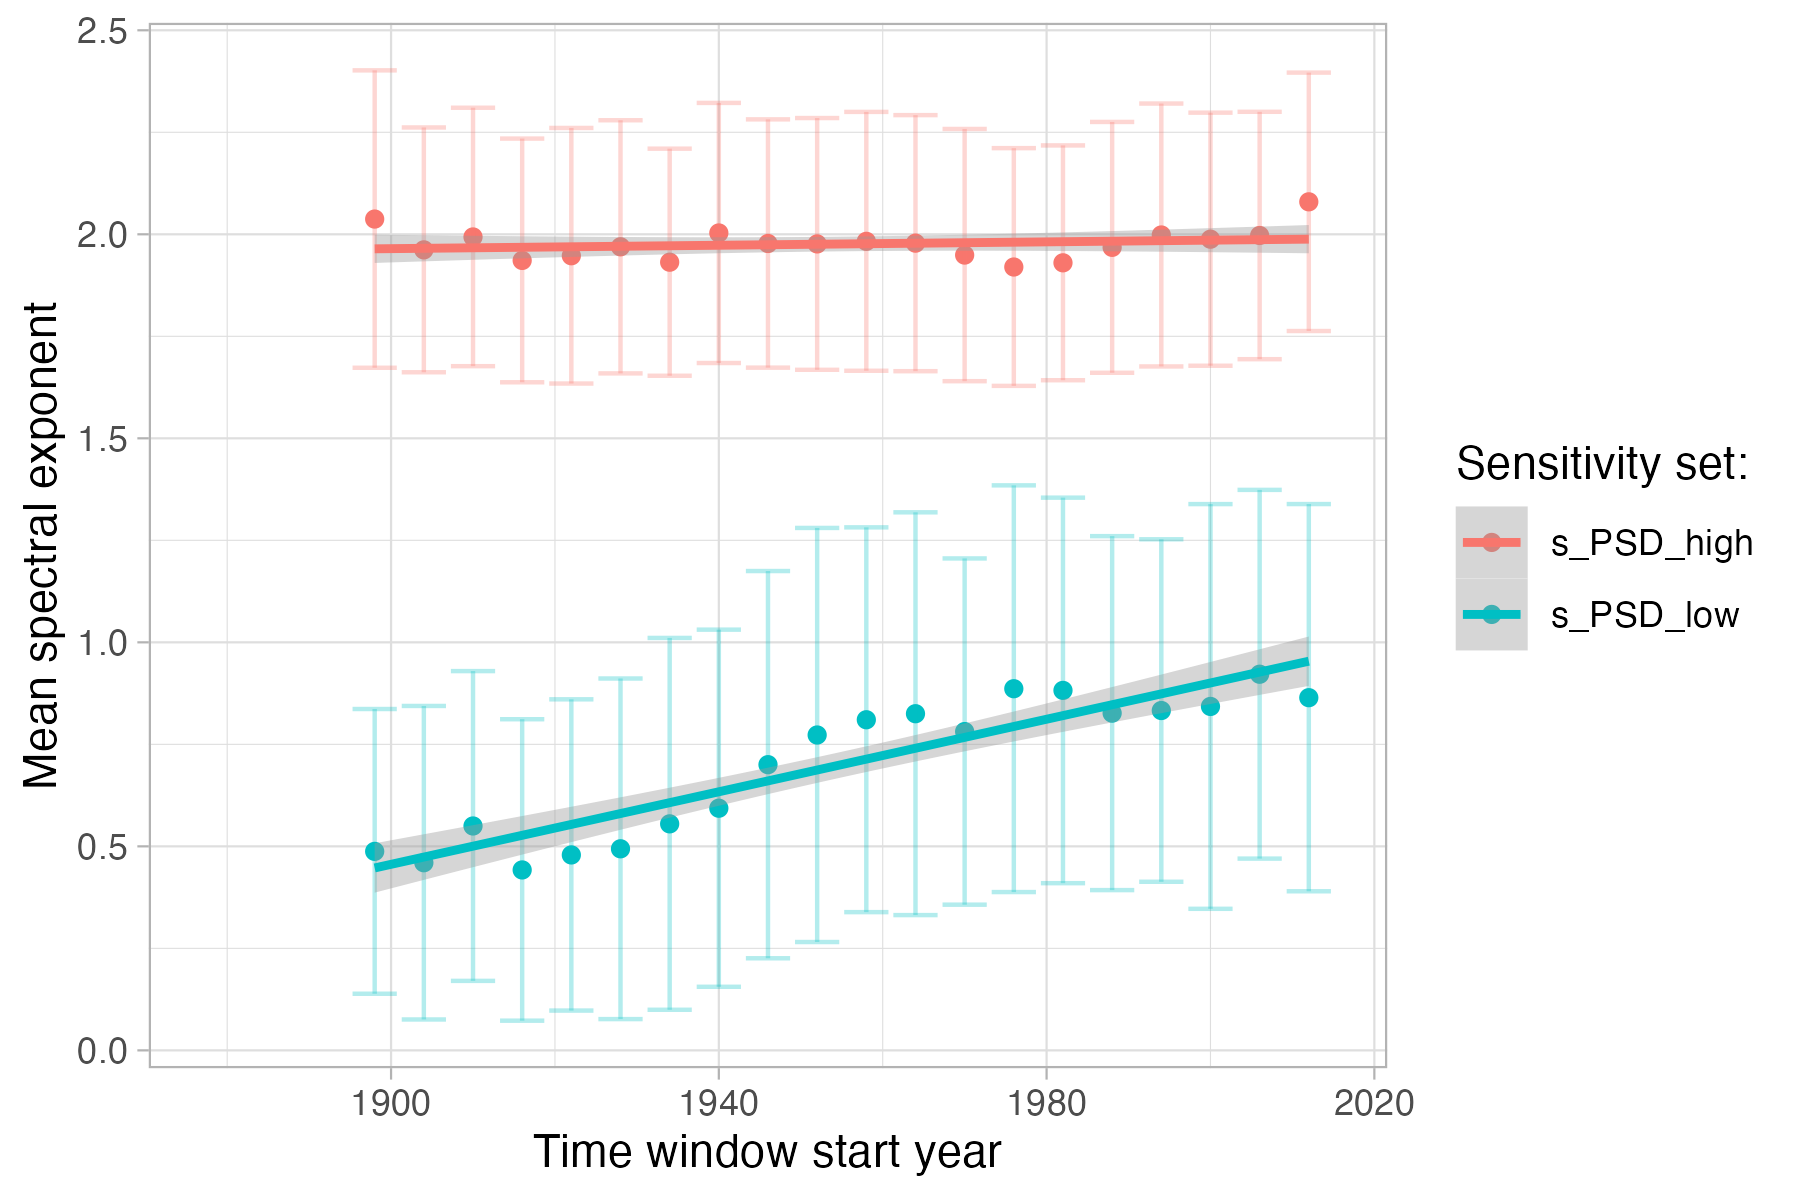 2.5
2.0
1.5
1.0
0.5
0.0
Mean spectral exponent
1900 1940 1980 2020
Time window start year
Sensitivity set:
s_PSD_high
s_PSD_low